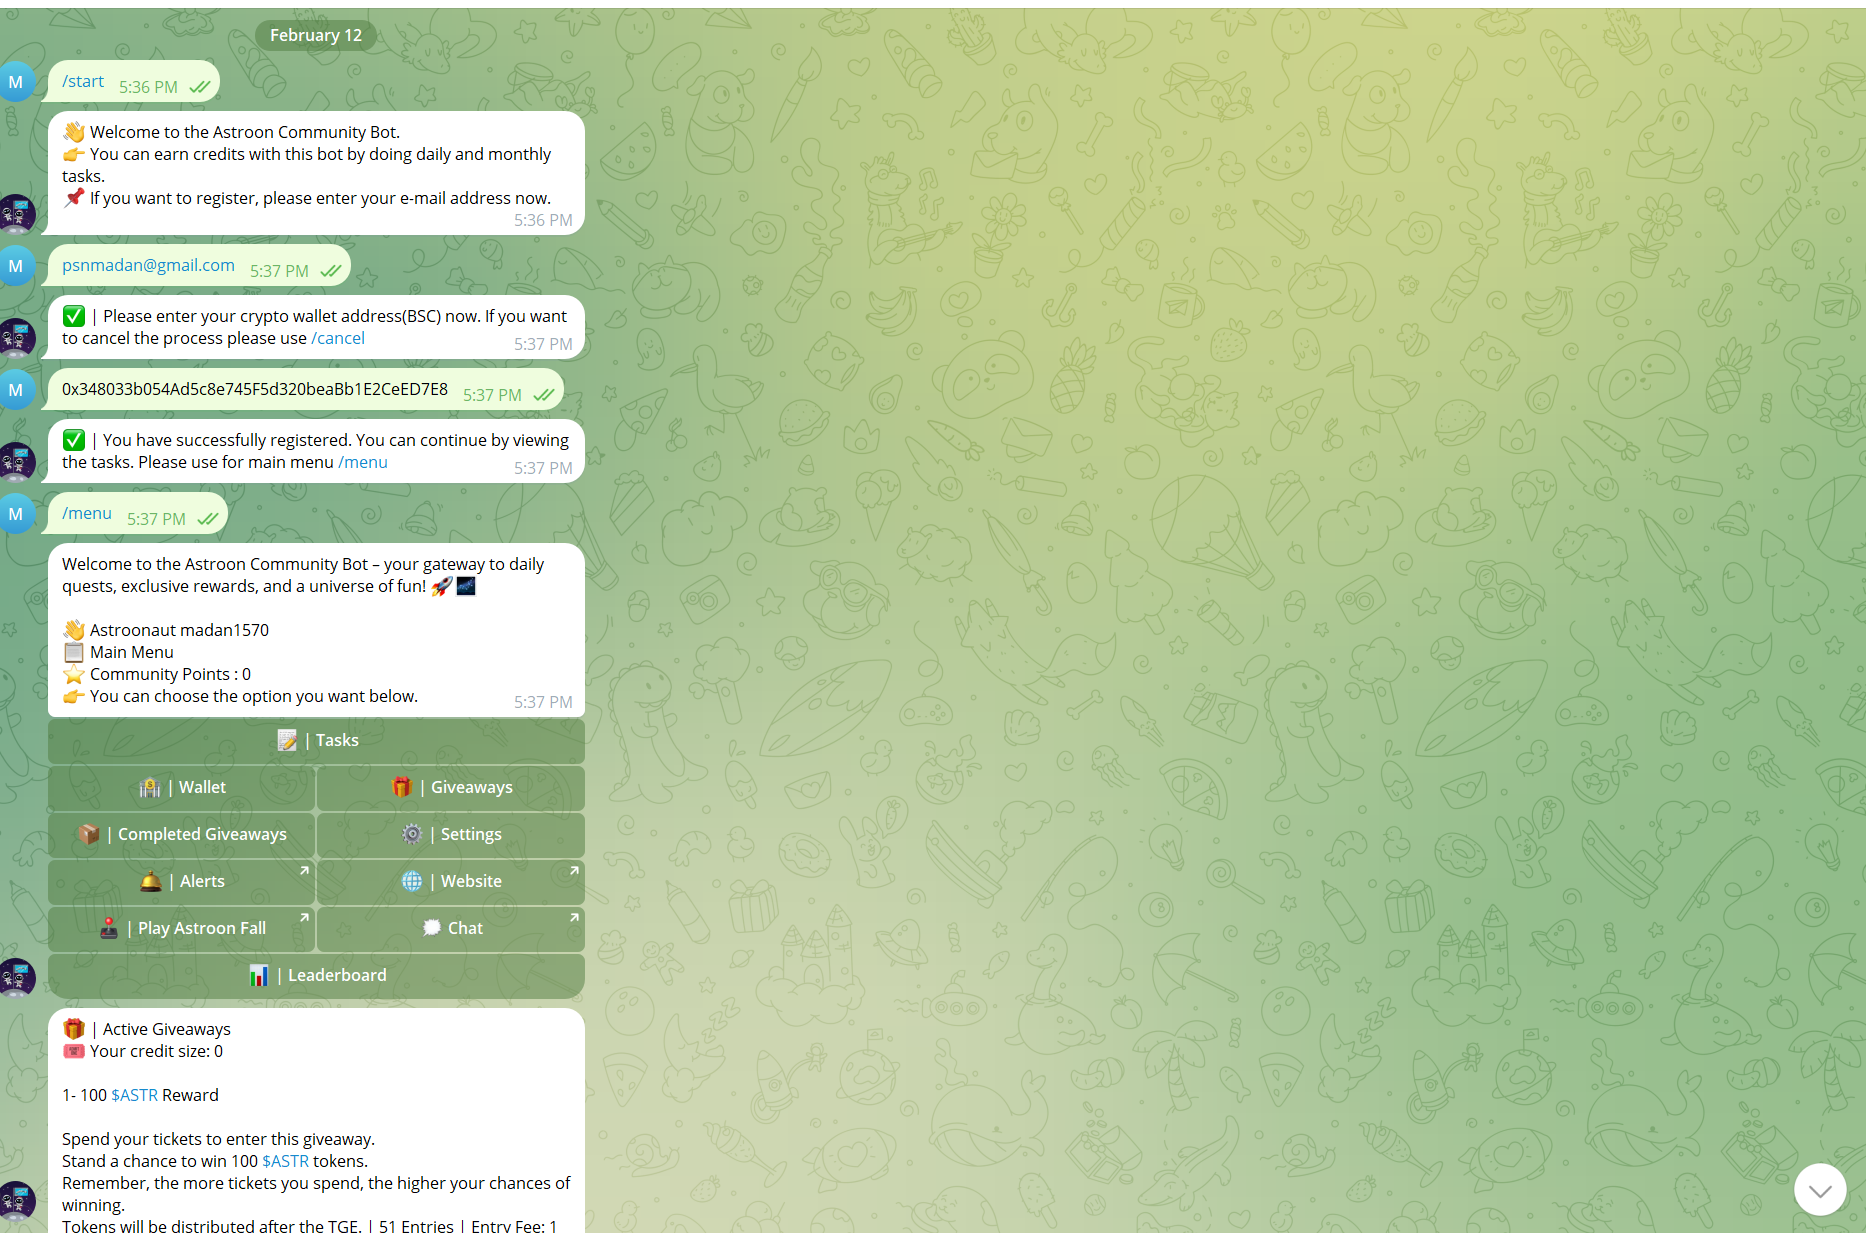 February 12
M
/start 5:36 PM
👋 Welcome to the Astroon Community Bot.
👉 You can earn credits with this bot by doing daily and monthly
tasks.
📌 If you want to register, please enter your e-mail address now.
5:36 PM
M
psnmadan@gmail.com 5:37 PM
✅ | Please enter your crypto wallet address(BSC) now. If you want
to cancel the process please use /cancel 5:37 PM
M
0x348033b054Ad5c8e745F5d320beaBb1E2CeED7E8 5:37 PM
✅ | You have successfully registered. You can continue by viewing
the tasks. Please use for main menu /menu 5:37 PM
M
/menu 5:37 PM
Welcome to the Astroon Community Bot – your gateway to daily
quests, exclusive rewards, and a universe of fun! 🚀🌌
👋 Astroonaut madan1570
📋 Main Menu
⭐ Community Points : 0
👉 You can choose the option you want below. 5:37 PM
📝 | Tasks
🏦 | Wallet
🎁 | Giveaways
📦 | Completed Giveaways
⚙️ | Settings
🔔 | Alerts
🌐 | Website
🕹️ | Play Astroon Fall
💭 Chat
📊 | Leaderboard
🎁 | Active Giveaways
🎟️ Your credit size: 0
1- 100 $ASTR Reward
Spend your tickets to enter this giveaway.
Stand a chance to win 100 $ASTR tokens.
Remember, the more tickets you spend, the higher your chances of
winning.
Tokens will be distributed after the TGE. | 51 Entries | Entry Fee: 1